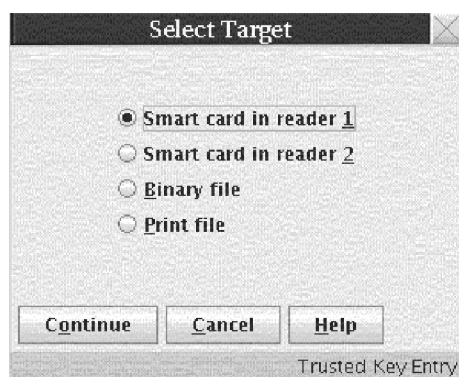 Select Target
Smart card in reader 1
Smart card in reader 2
Binary file
Print file
Continue Cancel Help
Trusted Key Entry